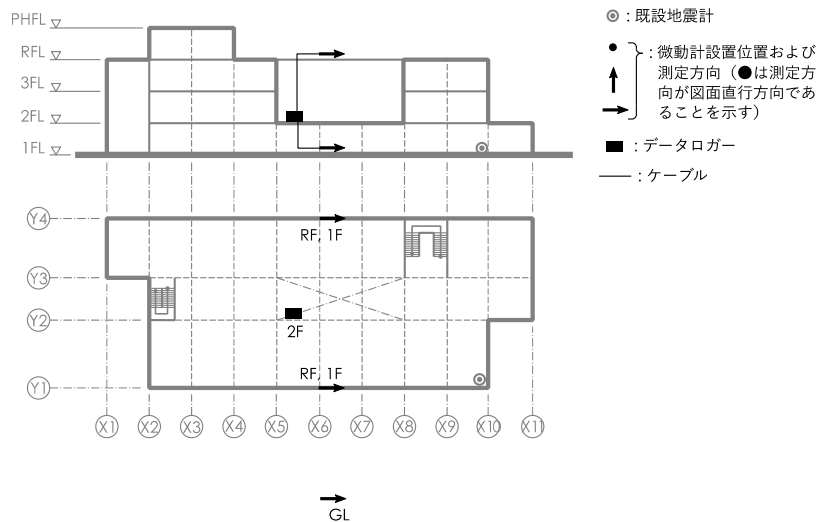 PHFL
RFL
3FL
2FL
1FL
：既設地震計
：微動計設置位置および
測定方向（●は測定方
向が図面直行方向であ
ることを示す）
：データロガー
：ケーブル
Y4
RF, 1F
Y3
Y2
2F
RF, 1F
Y1
X1 X2 X3 X4 X5 X6 X7 X8 X9 X10 X11
GL